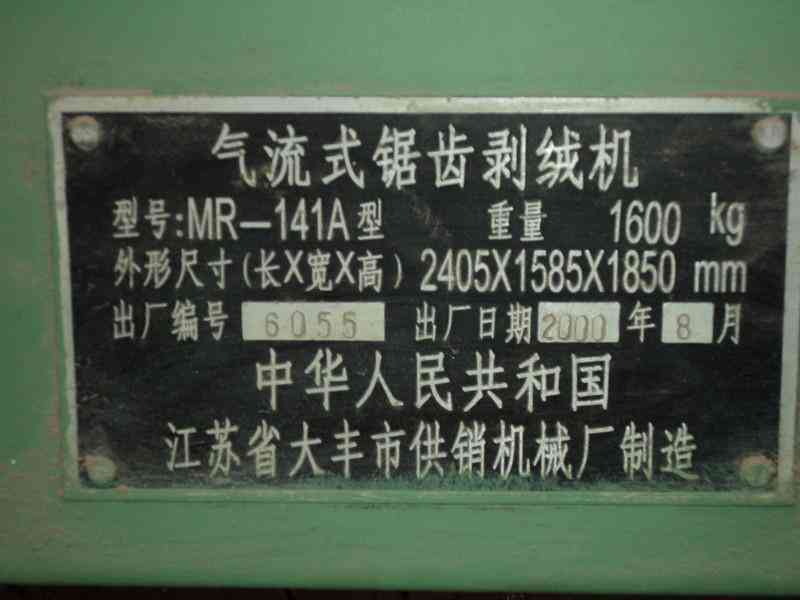 气流式锯齿剥绒机
型号:MR-141A型 重量 1600 kg
外形尺寸(长X宽X高) 2405X1585X1850 mm
出厂编号 6055 出厂日期 2000 年 8 月
中华人民共和国
江苏省大丰市供销机械厂制造